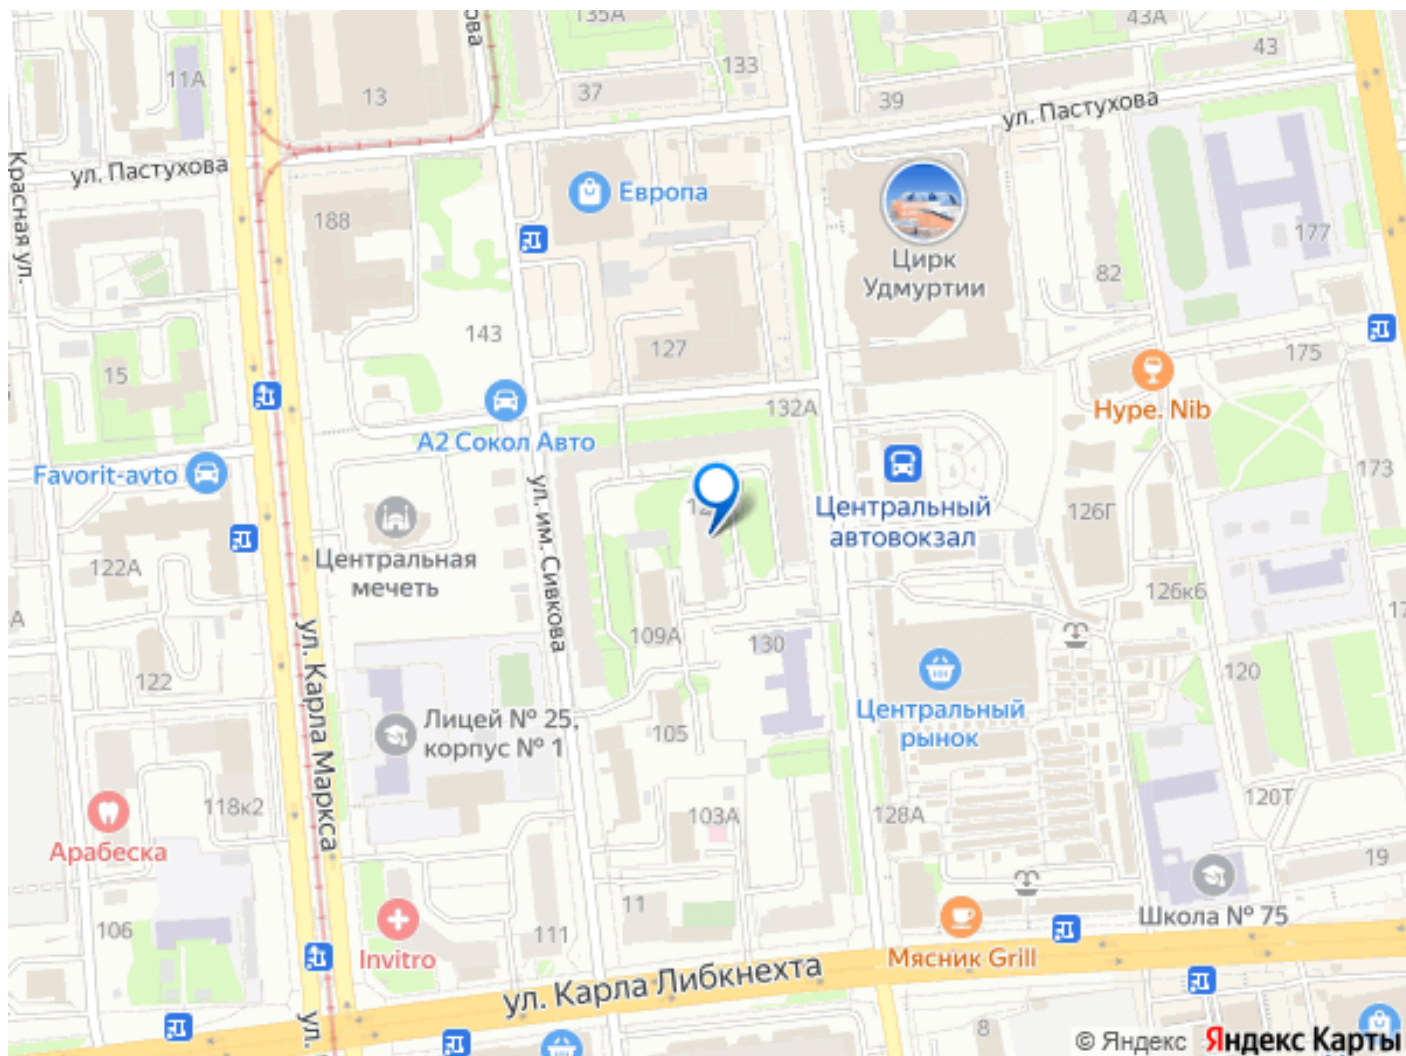 135А
43А
43
11А
133
37
13
39
ул. Пастухова
ул. Пастухова
Красная ул.
Европа
188
Цирк
Удмуртии
177
82
143
127
175
15
132А
Hype. Nib
А2 Сокол Авто
Favorit-avto
173
ул. им. Сивкова
Центральный
автовокзал
126Г
Центральная
мечеть
122А
126к6
109А
130
120
122
ул. Карла Маркса
Лицей № 25,
корпус № 1
105
Центральный
рынок
118к2
103А
128А
120Т
Арабеска
19
11
Школа № 75
106
111
Invitro
Мясник Grill
ул. Карла Либкнехта
ул.
8
© Яндекс Яндекс Карты